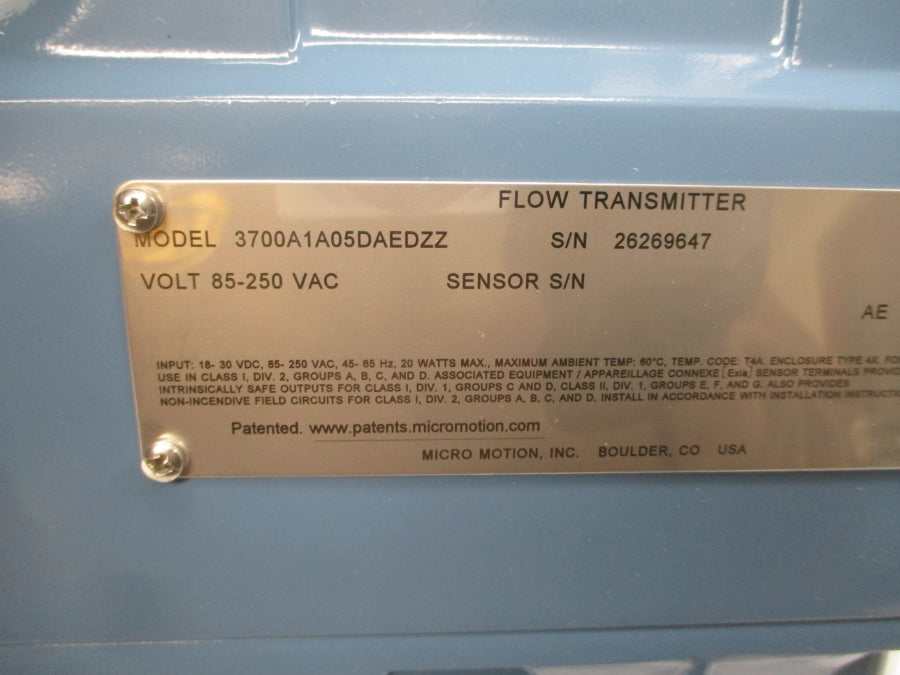 FLOW TRANSMITTER
MODEL 3700A1A05DAEDZZ S/N 26269647
VOLT 85-250 VAC SENSOR S/N
AE
INPUT: 18- 30 VDC, 85- 250 VAC, 45- 65 Hz, 20 WATTS MAX., MAXIMUM AMBIENT TEMP: 60°C, TEMP. CODE: T4A. ENCLOSURE TYPE 4X. FO
USE IN CLASS I, DIV. 2, GROUPS A, B, C, AND D. ASSOCIATED EQUIPMENT / APPAREILLAGE CONNEXE [Exia] SENSOR TERMINALS PROVID
INTRINSICALLY SAFE OUTPUTS FOR CLASS I, DIV. 1, GROUPS C AND D, CLASS II, DIV. 1, GROUPS E, F, AND G. ALSO PROVIDES
NON-INCENDIVE FIELD CIRCUITS FOR CLASS I, DIV. 2, GROUPS A, B, C, AND D. INSTALL IN ACCORDANCE WITH INSTALLATION INSTRUCTI
Patented. www.patents.micromotion.com
MICRO MOTION, INC. BOULDER, CO USA